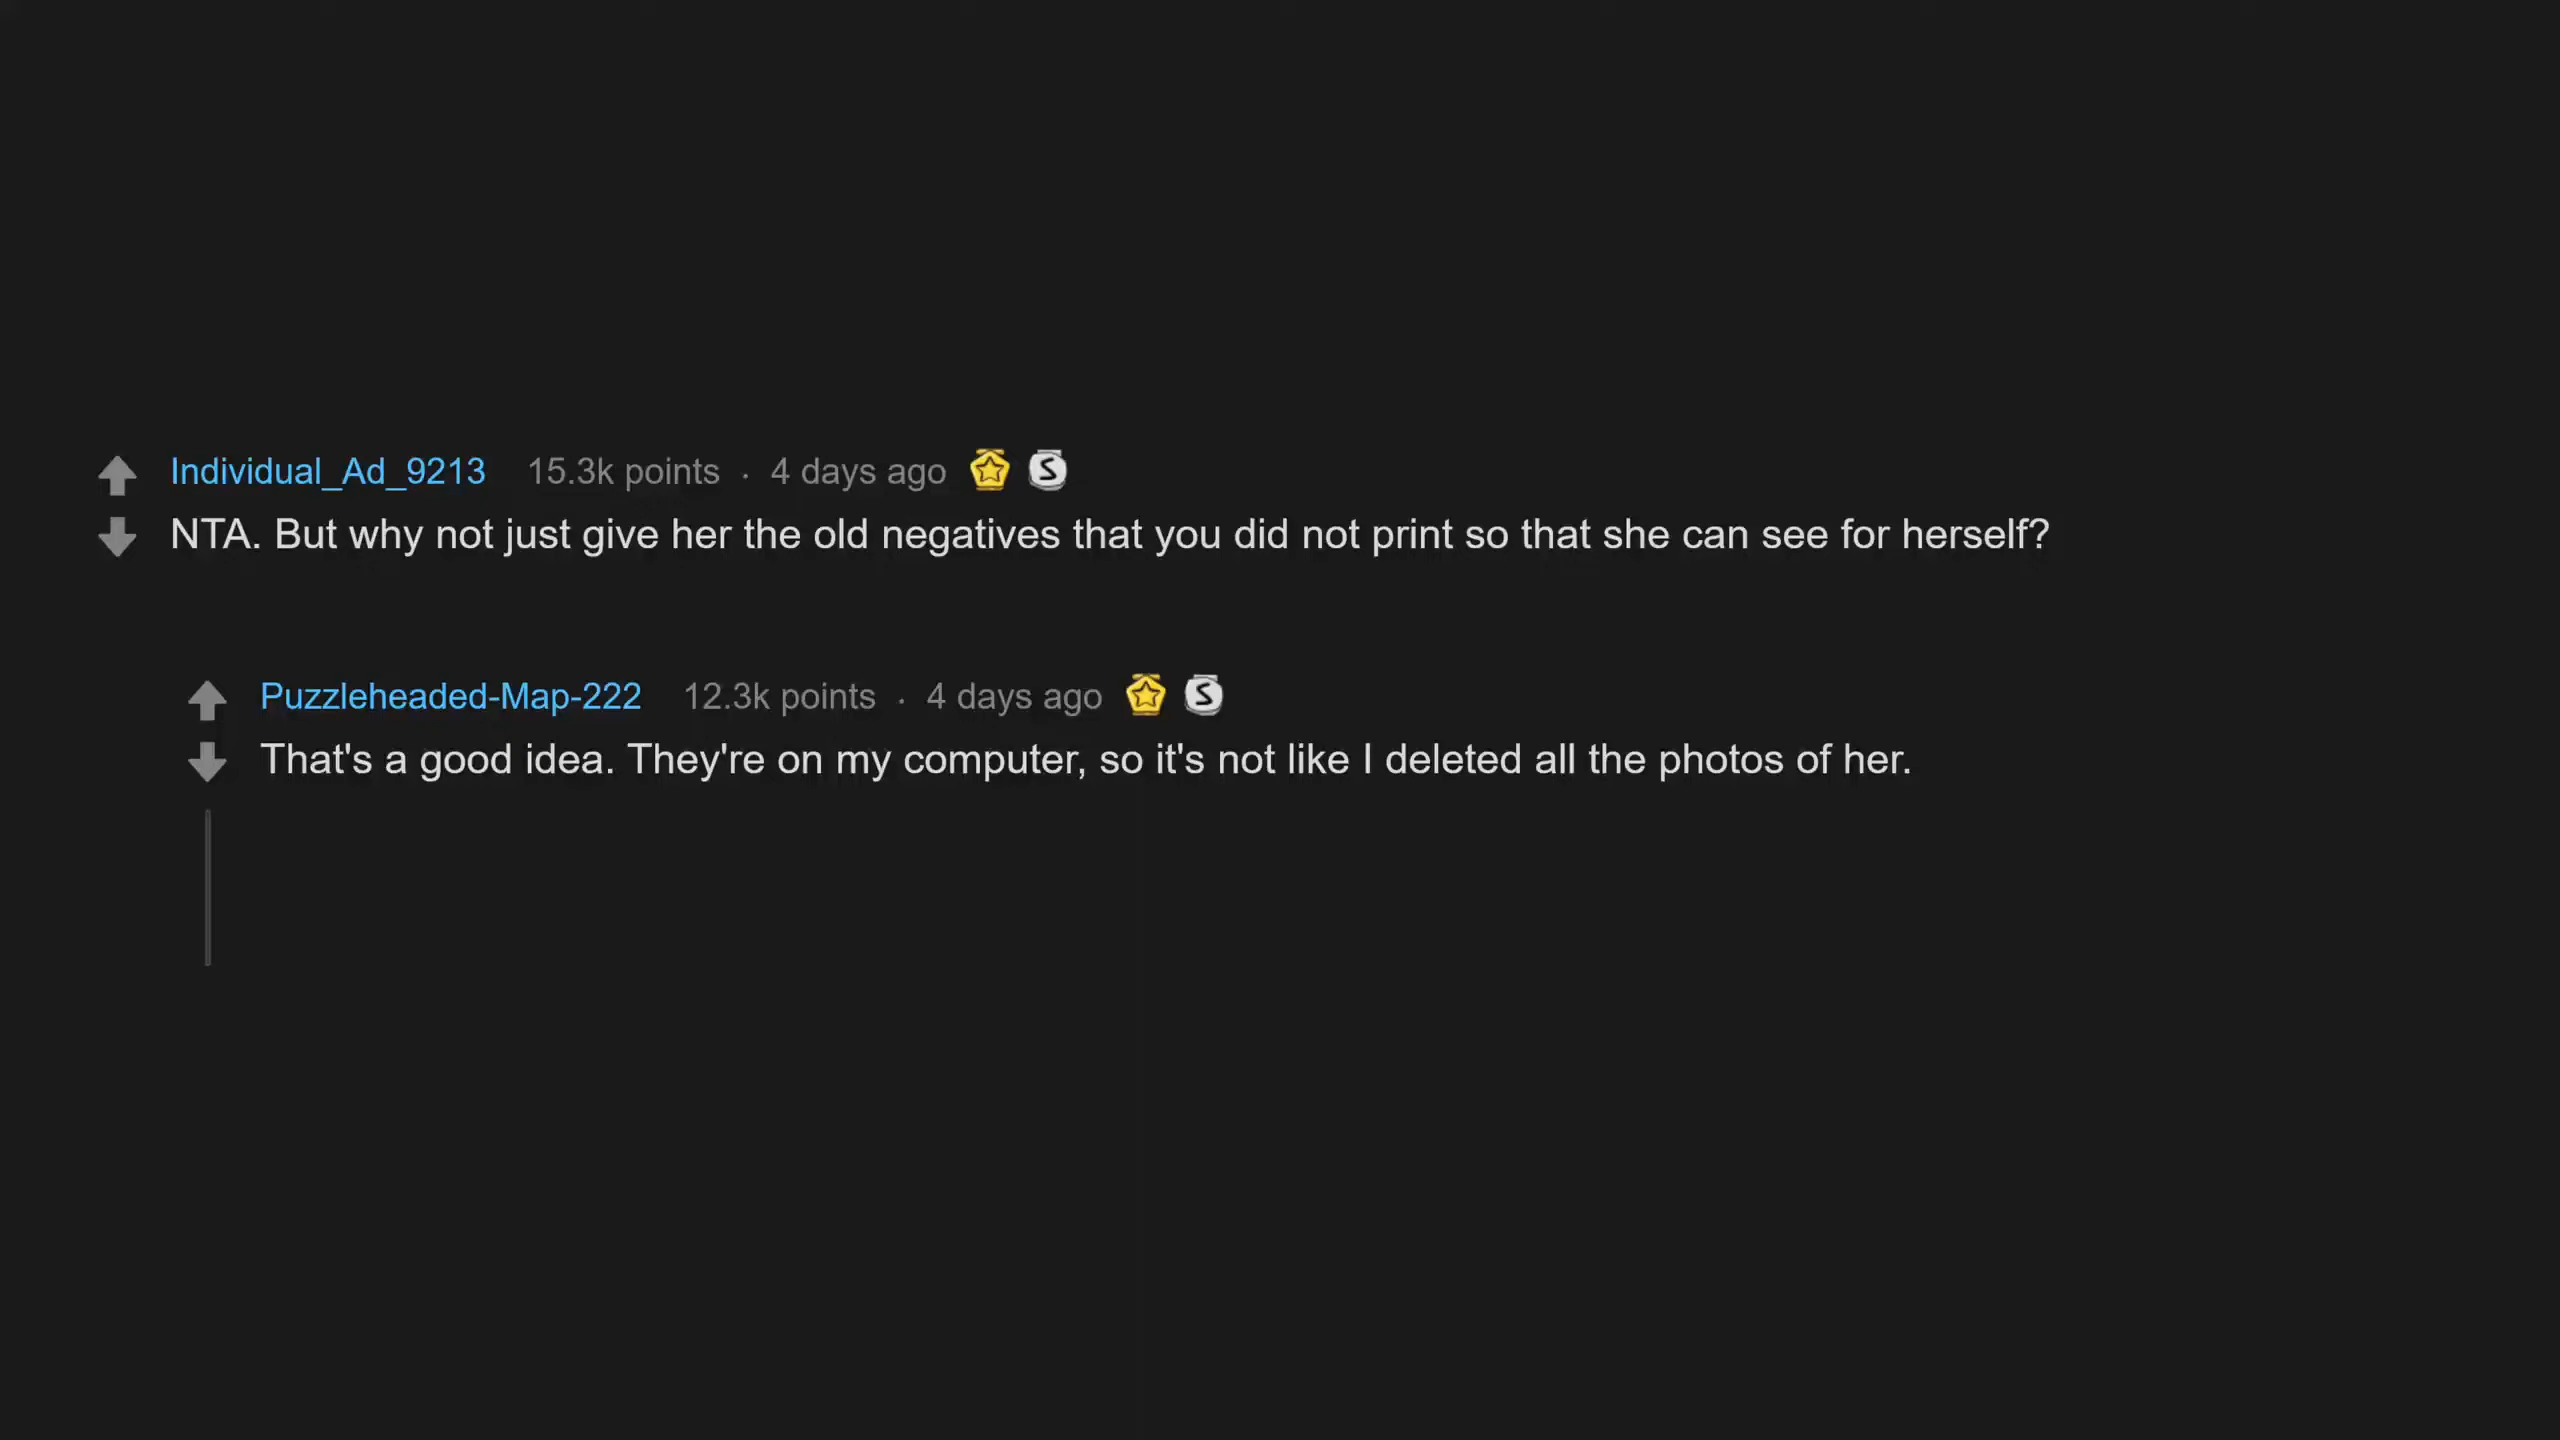 Individual_Ad_9213 15.3k points · 4 days ago
NTA. But why not just give her the old negatives that you did not print so that she can see for herself?
Puzzleheaded-Map-222 12.3k points · 4 days ago
That's a good idea. They're on my computer, so it's not like I deleted all the photos of her.